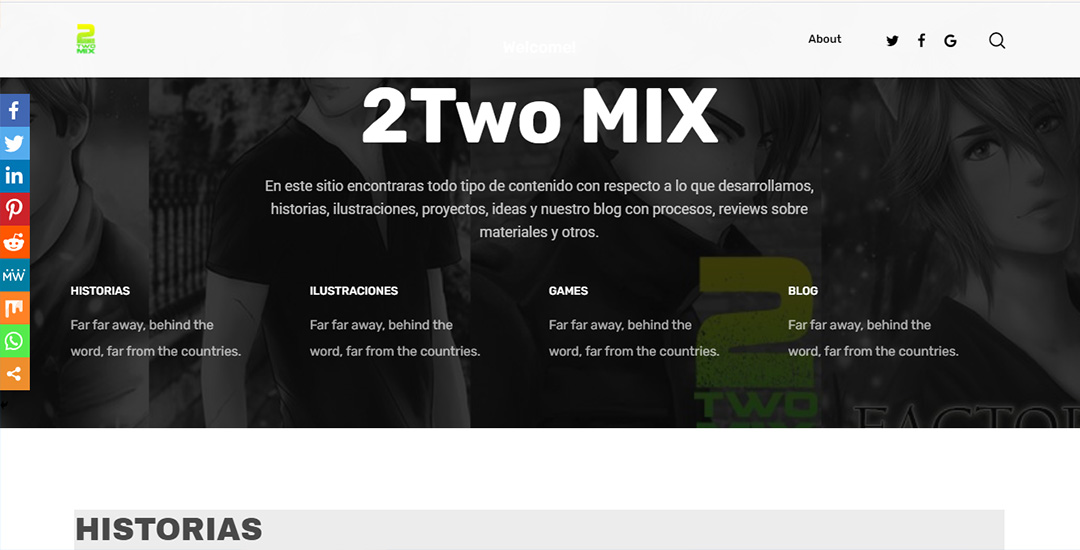 2
TWO
MIX
Welcome!
About
2Two MIX
En este sitio encontraras todo tipo de contenido con respecto a lo que desarrollamos,
historias, ilustraciones, proyectos, ideas y nuestro blog con procesos, reviews sobre
materiales y otros.
HISTORIAS
Far far away, behind the
word, far from the countries.
ILUSTRACIONES
Far far away, behind the
word, far from the countries.
GAMES
Far far away, behind the
word, far from the countries.
BLOG
Far far away, behind the
word, far from the countries.
MW
2
TWO
FACTOR
HISTORIAS